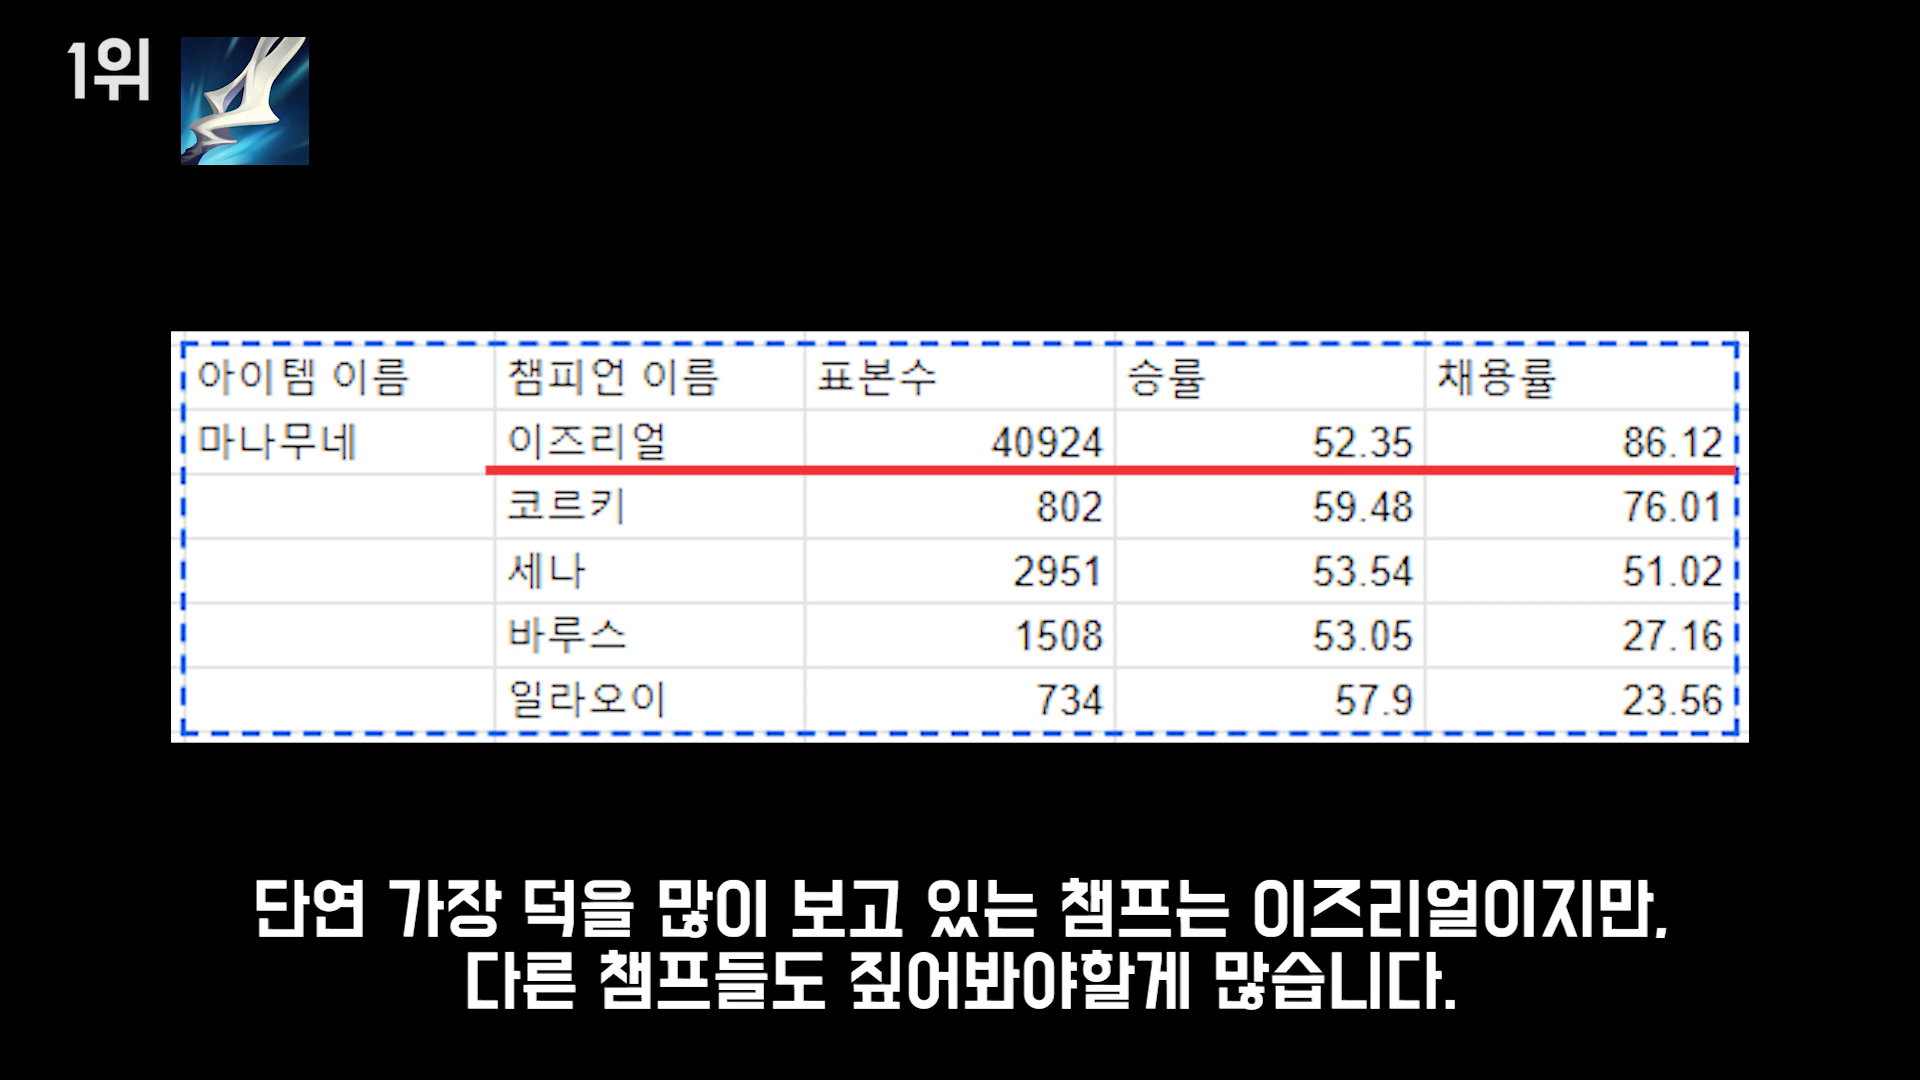 1위
아이템 이름 챔피언 이름 표본수 승률 채용률
마나무네 이즈리얼 40924 52.35 86.12
코르키 802 59.48 76.01
세나 2951 53.54 51.02
바루스 1508 53.05 27.16
일라오이 734 57.9 23.56
단연 가장 덕을 많이 보고 있는 챔프는 이즈리얼이지만,
다른 챔프들도 짚어봐야할게 많습니다.